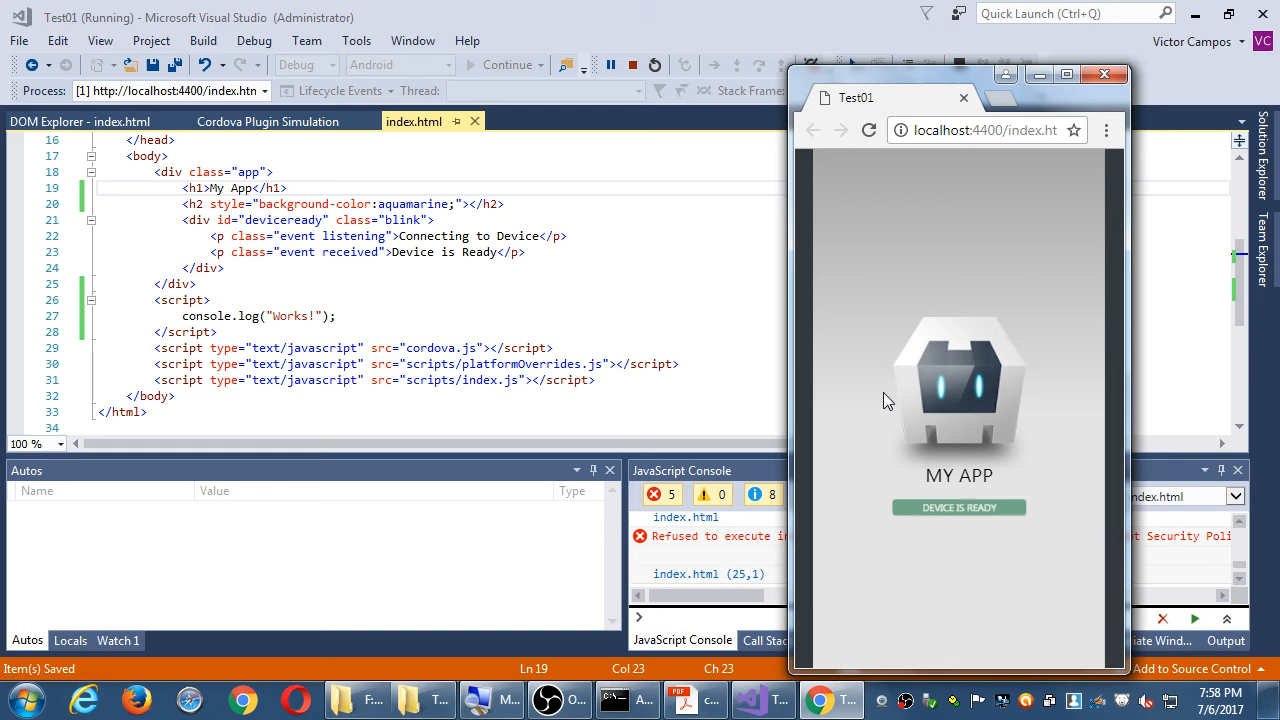 Test01 (Running) - Microsoft Visual Studio (Administrator)
Quick Launch (Ctrl+Q)
File Edit View Project Build Debug Team Tools Window Help
Victor Campos VC
Debug Android Continue
Process: [1] http://localhost:4400/index.htn Lifecycle Events Thread: Stack Frame:
DOM Explorer - index.html Cordova Plugin Simulation index.html
16 </head>
17 <body>
18 <div class="app">
19 <h1>My App</h1>
20 <h2 style="background-color:aquamarine;"></h2>
21 <div id="deviceready" class="blink">
22 <p class="event listening">Connecting to Device</p>
23 <p class="event received">Device is Ready</p>
24 </div>
25 </div>
26 <script>
27 console.log("Works!");
28 </script>
29 <script type="text/javascript" src="cordova.js"></script>
30 <script type="text/javascript" src="scripts/platformOverrides.js"></script>
31 <script type="text/javascript" src="scripts/index.js"></script>
32 </body>
33 </html>
34
100 %
Solution Explorer
Team Explorer
Test01
localhost:4400/index.ht
MY APP
DEVICE IS READY
Autos
Name Value Type
Autos Locals Watch 1
JavaScript Console
5 0 8 ndex.html
index.html
Refused to execute in t Security Poli
index.html (25,1)
JavaScript Console Call Stac iate Wind... Output
Item(s) Saved Ln 19 Col 23 Ch 23 Add to Source Control
F:... T... M... O... A... c... T... T...
7:58 PM
7/6/2017